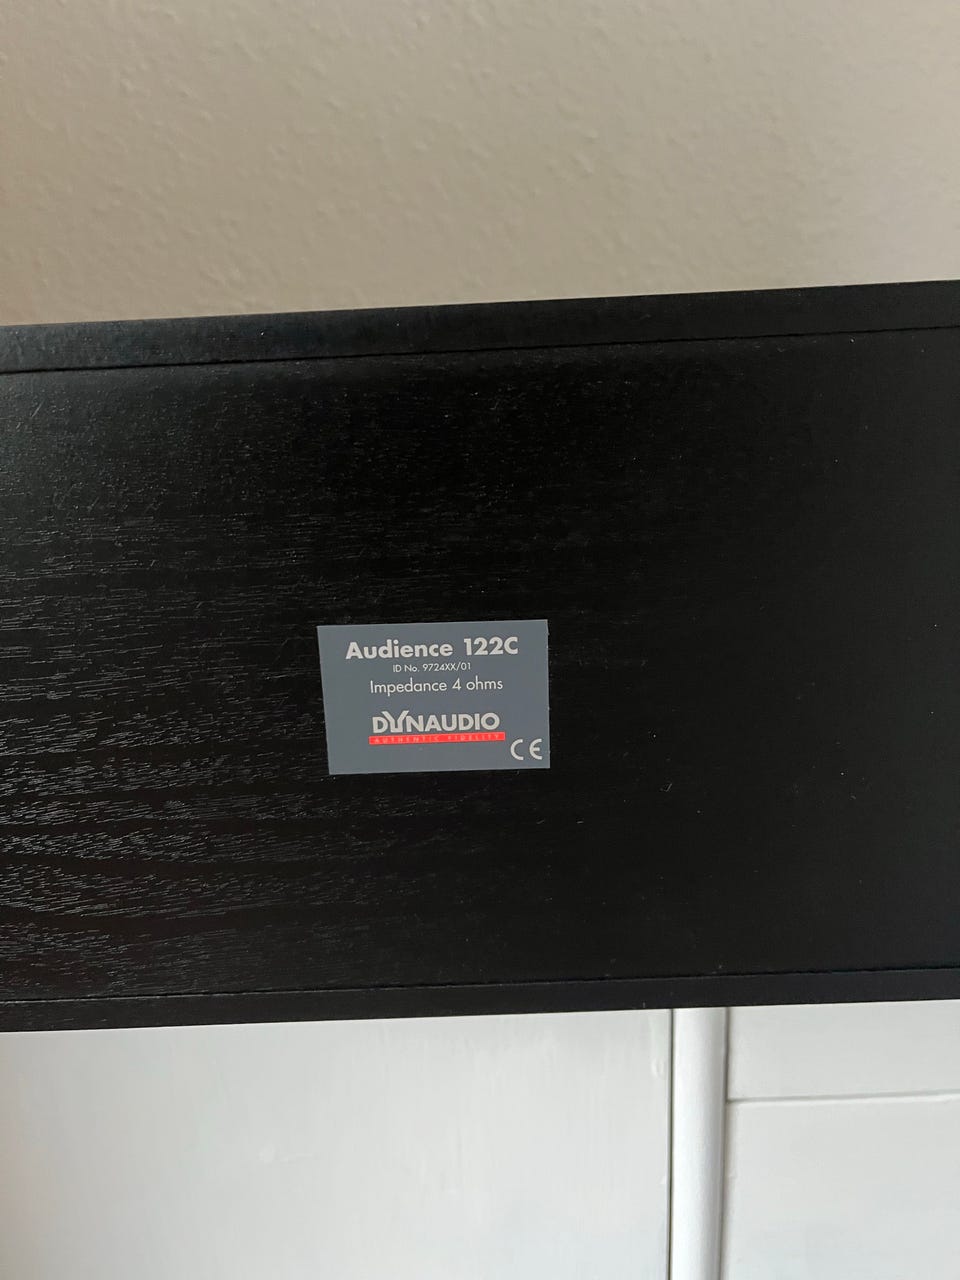 Audience 122C
ID No. 9724XX/01
Impedance 4 ohms
DYNAUDIO
AUTHENTIC FIDELITY
CE